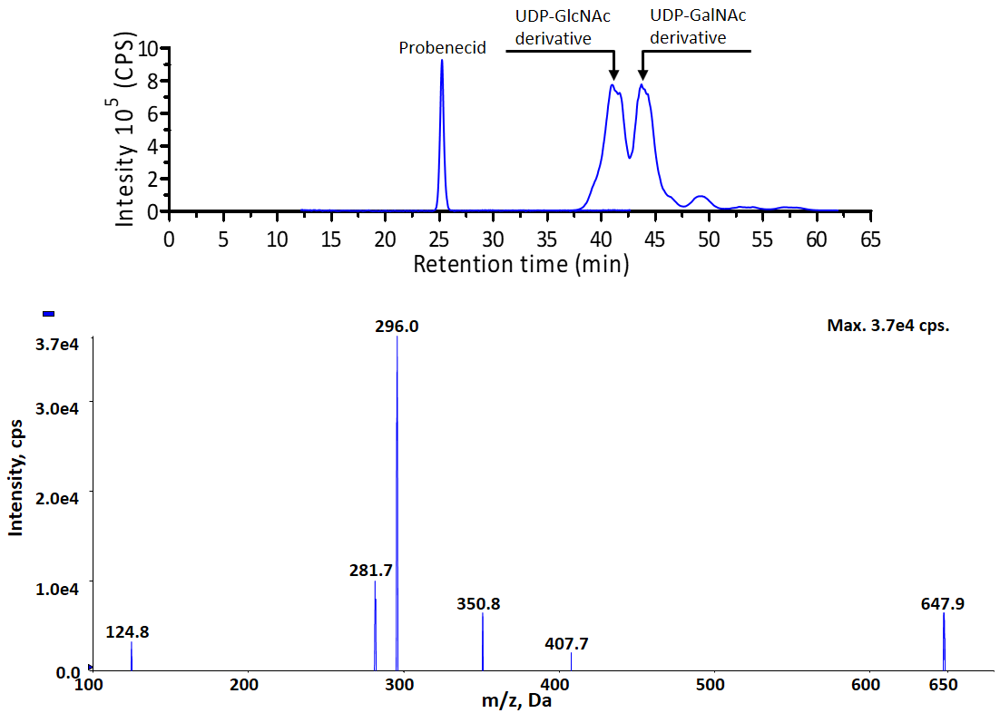 UDP-GlcNAc
derivative
UDP-GalNAc
derivative
Probenecid
Intesity 10^5 (CPS)
10
8
6
4
2
0
0 5 10 15 20 25 30 35 40 45 50 55 60 65
Retention time (min)
Max. 3.7e4 cps.
296.0
281.7
350.8
647.9
407.7
124.8
Intensity, cps
3.7e4
3.0e4
2.0e4
1.0e4
0.0
100 200 300 400 500 600 650
m/z, Da